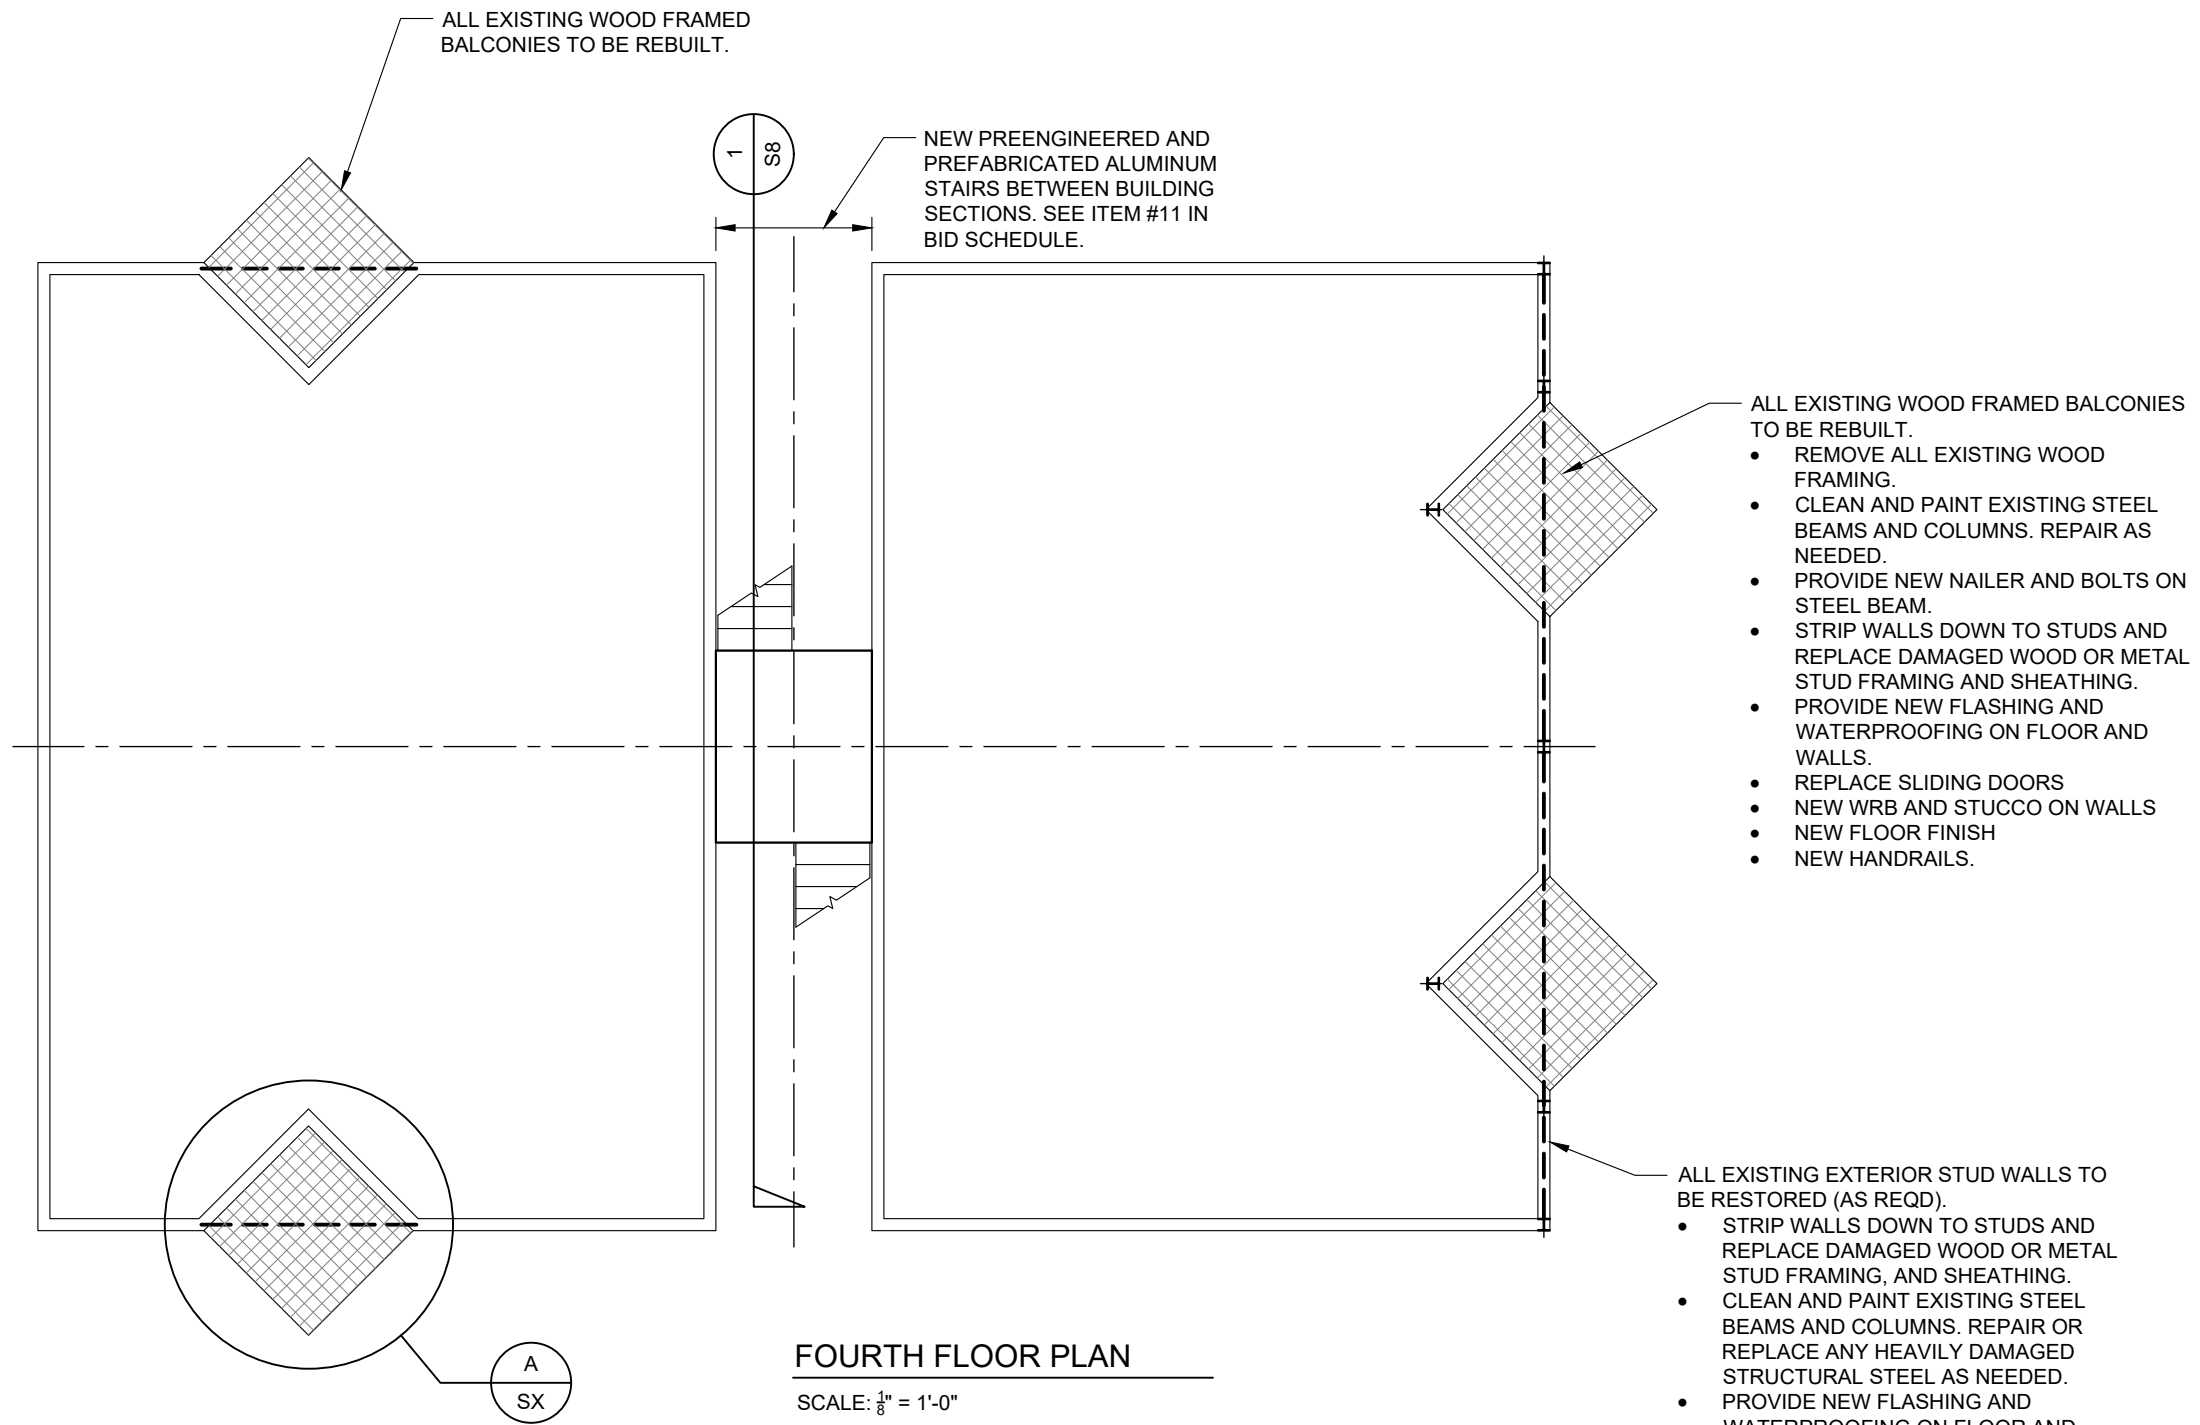 ALL EXISTING WOOD FRAMED
BALCONIES TO BE REBUILT.
1
S8
NEW PREENGINEERED AND
PREFABRICATED ALUMINUM
STAIRS BETWEEN BUILDING
SECTIONS. SEE ITEM #11 IN
BID SCHEDULE.
ALL EXISTING WOOD FRAMED BALCONIES
TO BE REBUILT.
• REMOVE ALL EXISTING WOOD
FRAMING.
• CLEAN AND PAINT EXISTING STEEL
BEAMS AND COLUMNS. REPAIR AS
NEEDED.
• PROVIDE NEW NAILER AND BOLTS ON
STEEL BEAM.
• STRIP WALLS DOWN TO STUDS AND
REPLACE DAMAGED WOOD OR METAL
STUD FRAMING AND SHEATHING.
• PROVIDE NEW FLASHING AND
WATERPROOFING ON FLOOR AND
WALLS.
• REPLACE SLIDING DOORS
• NEW WRB AND STUCCO ON WALLS
• NEW FLOOR FINISH
• NEW HANDRAILS.
ALL EXISTING EXTERIOR STUD WALLS TO
BE RESTORED (AS REQD).
• STRIP WALLS DOWN TO STUDS AND
REPLACE DAMAGED WOOD OR METAL
STUD FRAMING, AND SHEATHING.
• CLEAN AND PAINT EXISTING STEEL
BEAMS AND COLUMNS. REPAIR OR
REPLACE ANY HEAVILY DAMAGED
STRUCTURAL STEEL AS NEEDED.
• PROVIDE NEW FLASHING AND
WATERPROOFING ON FLOOR AND
A
SX
FOURTH FLOOR PLAN
SCALE: 1/8" = 1'-0"